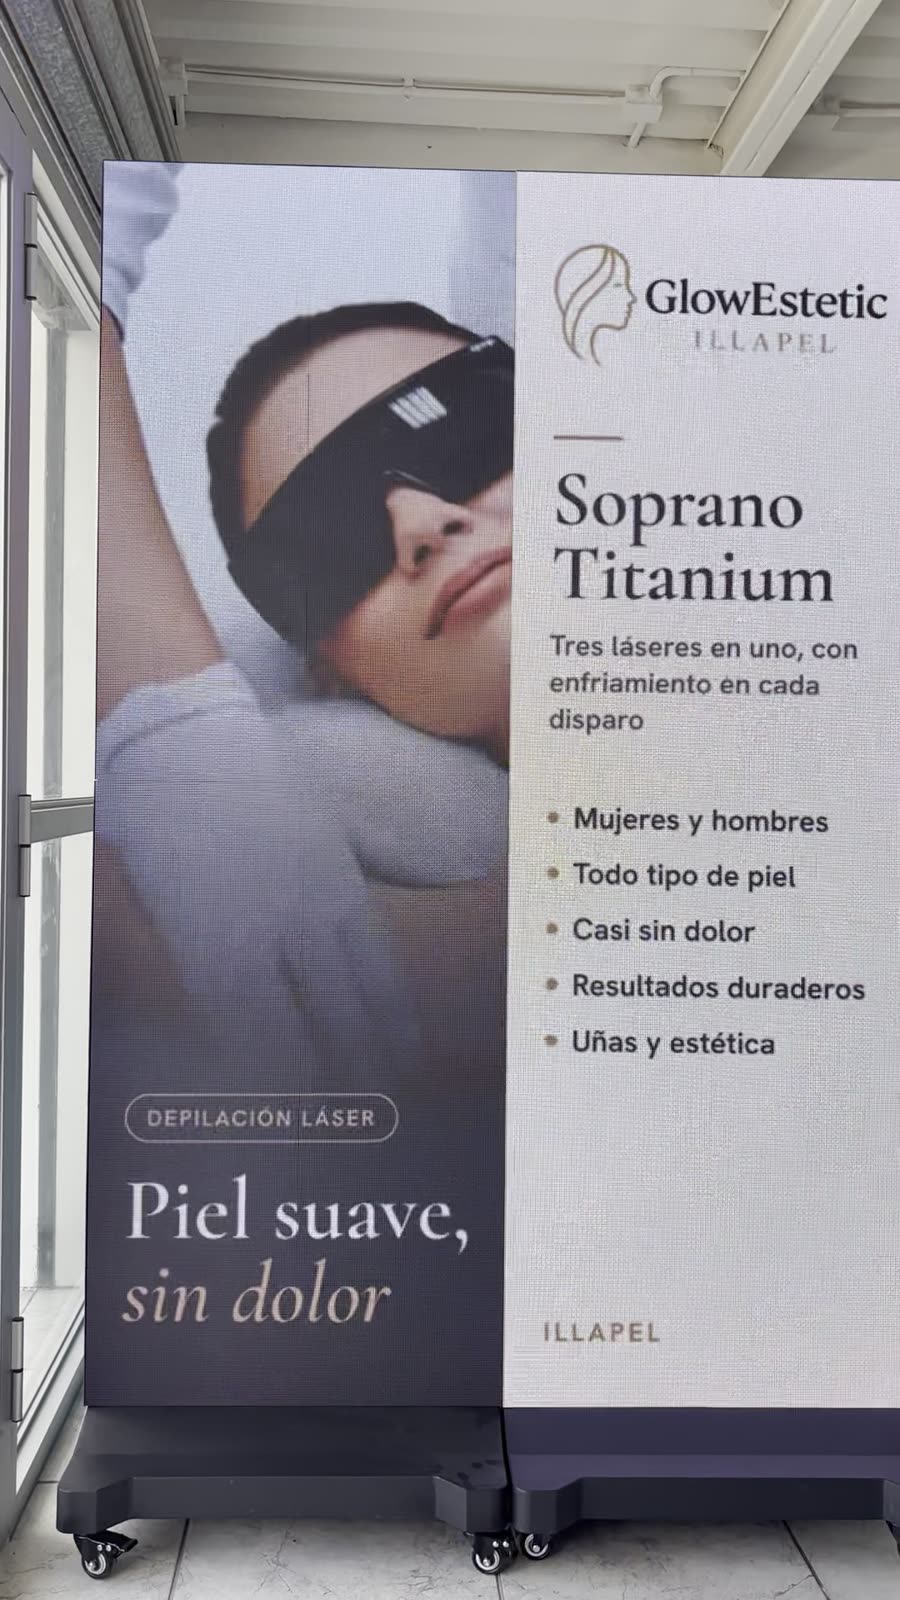 GlowEstetic
ILLAPEL
Soprano
Titanium
Tres láseres en uno, con
enfriamiento en cada
disparo
• Mujeres y hombres
• Todo tipo de piel
• Casi sin dolor
• Resultados duraderos
• Uñas y estética
ILLAPEL
DEPILACIÓN LÁSER
Piel suave,
sin dolor